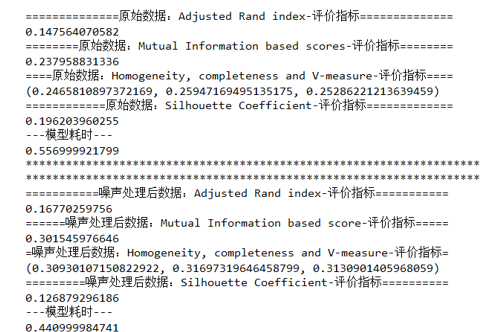 ==============原始数据：Adjusted Rand index-评价指标==============
0.147564070582
========原始数据：Mutual Information based scores-评价指标========
0.237958831336
====原始数据：Homogeneity, completeness and V-measure-评价指标====
(0.2465810897372169, 0.25947169495135175, 0.25286221213639459)
============原始数据：Silhouette Coefficient-评价指标=============
0.196203960255
---模型耗时---
0.556999921799
********************************************************************
********************************************************************
===========噪声处理后数据：Adjusted Rand index-评价指标===========
0.16770259756
======噪声处理后数据：Mutual Information based score-评价指标=====
0.301545976646
=噪声处理后数据：Homogeneity, completeness and V-measure-评价指标=
(0.30930107150822922, 0.31697319646458799, 0.3130901405968059)
=========噪声处理后数据：Silhouette Coefficient-评价指标==========
0.126879296186
---模型耗时---
0.440999984741